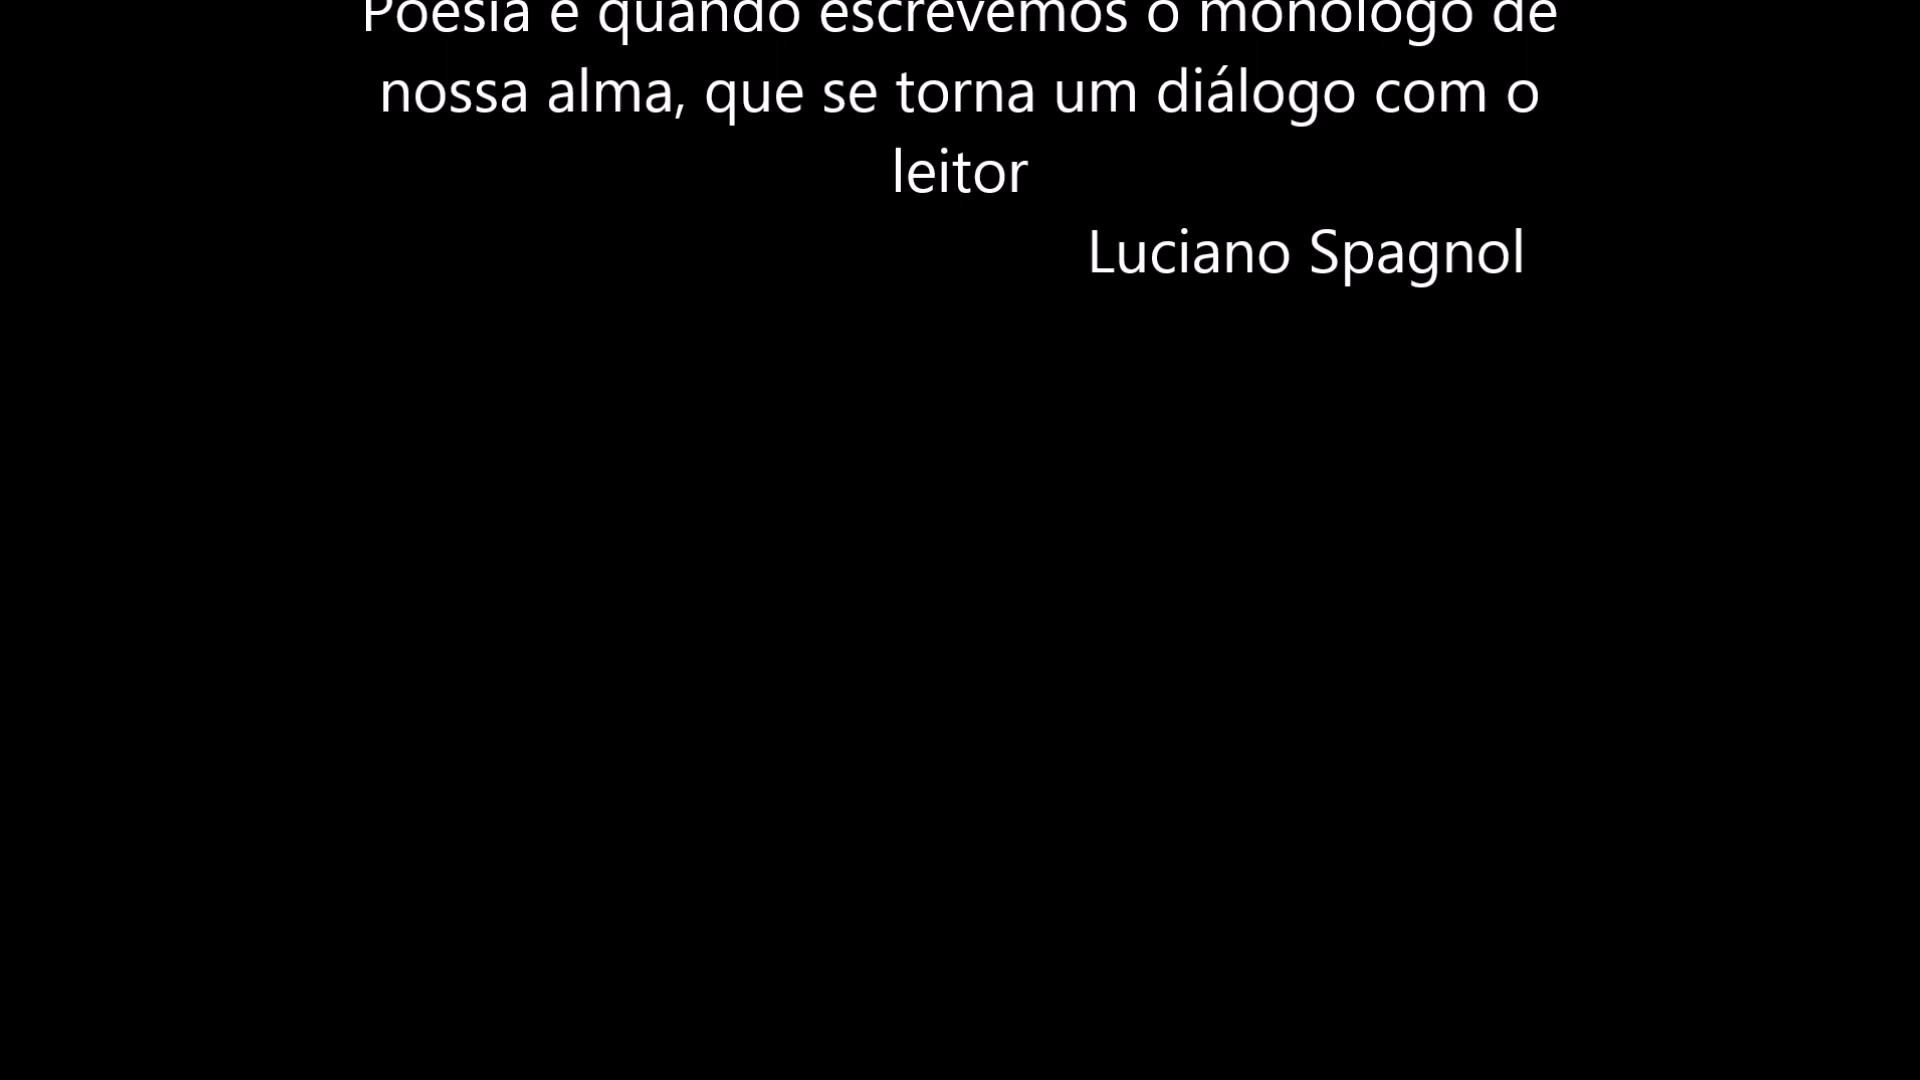 Poesia é quando escrevemos o monólogo de
nossa alma, que se torna um diálogo com o
leitor
Luciano Spagnol